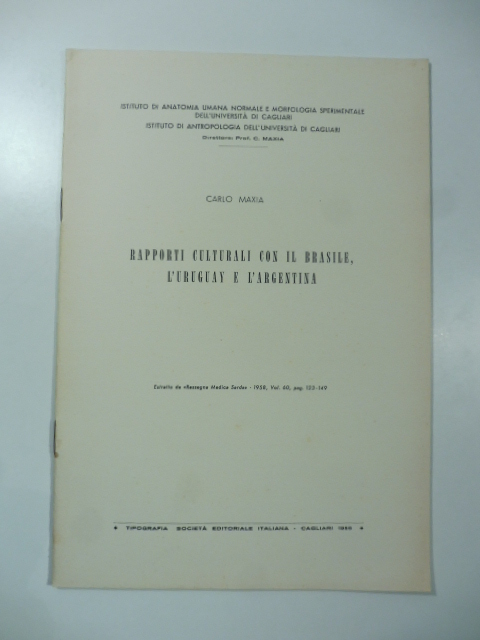 ISTITUTO DI ANATOMIA UMANA NORMALE E MORFOLOGIA SPERIMENTALE
DELL'UNIVERSITÀ DI CAGLIARI
ISTITUTO DI ANTROPOLOGIA DELL'UNIVERSITÀ DI CAGLIARI
Direttore: Prof. C. MAXIA
CARLO MAXIA
RAPPORTI CULTURALI CON IL BRASILE,
L'URUGUAY E L'ARGENTINA
Estratto da «Rassegna Medica Sarda» - 1958, Vol. 60, pag. 123-149
TIPOGRAFIA SOCIETÀ EDITORIALE ITALIANA - CAGLIARI